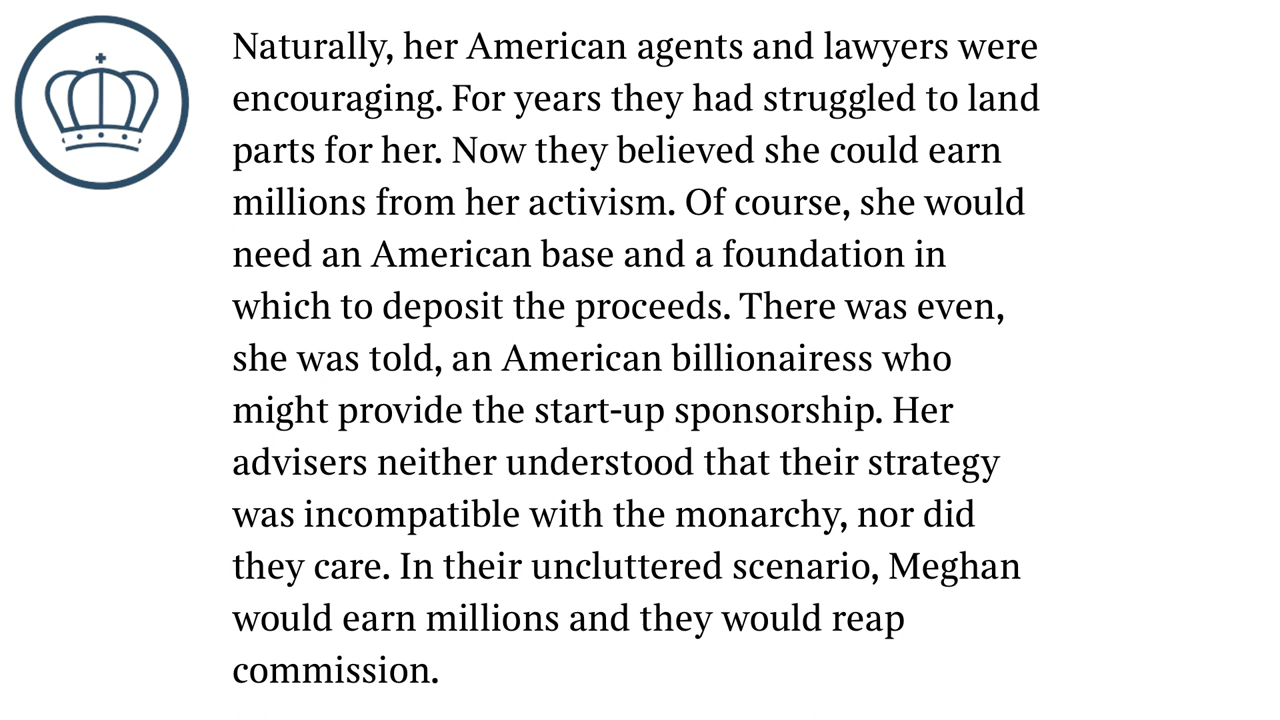 Naturally, her American agents and lawyers were
encouraging. For years they had struggled to land
parts for her. Now they believed she could earn
millions from her activism. Of course, she would
need an American base and a foundation in
which to deposit the proceeds. There was even,
she was told, an American billionairess who
might provide the start-up sponsorship. Her
advisers neither understood that their strategy
was incompatible with the monarchy, nor did
they care. In their uncluttered scenario, Meghan
would earn millions and they would reap
commission.